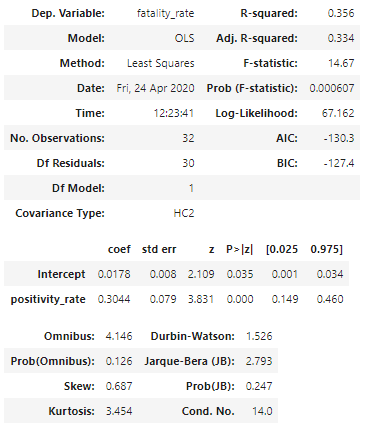 Dep. Variable: fatality_rate R-squared: 0.356
Model: OLS Adj. R-squared: 0.334
Method: Least Squares F-statistic: 14.67
Date: Fri, 24 Apr 2020 Prob (F-statistic): 0.000607
Time: 12:23:41 Log-Likelihood: 67.162
No. Observations: 32 AIC: -130.3
Df Residuals: 30 BIC: -127.4
Df Model: 1
Covariance Type: HC2
coef std err z P>|z| [0.025 0.975]
Intercept 0.0178 0.008 2.109 0.035 0.001 0.034
positivity_rate 0.3044 0.079 3.831 0.000 0.149 0.460
Omnibus: 4.146 Durbin-Watson: 1.526
Prob(Omnibus): 0.126 Jarque-Bera (JB): 2.793
Skew: 0.687 Prob(JB): 0.247
Kurtosis: 3.454 Cond. No. 14.0